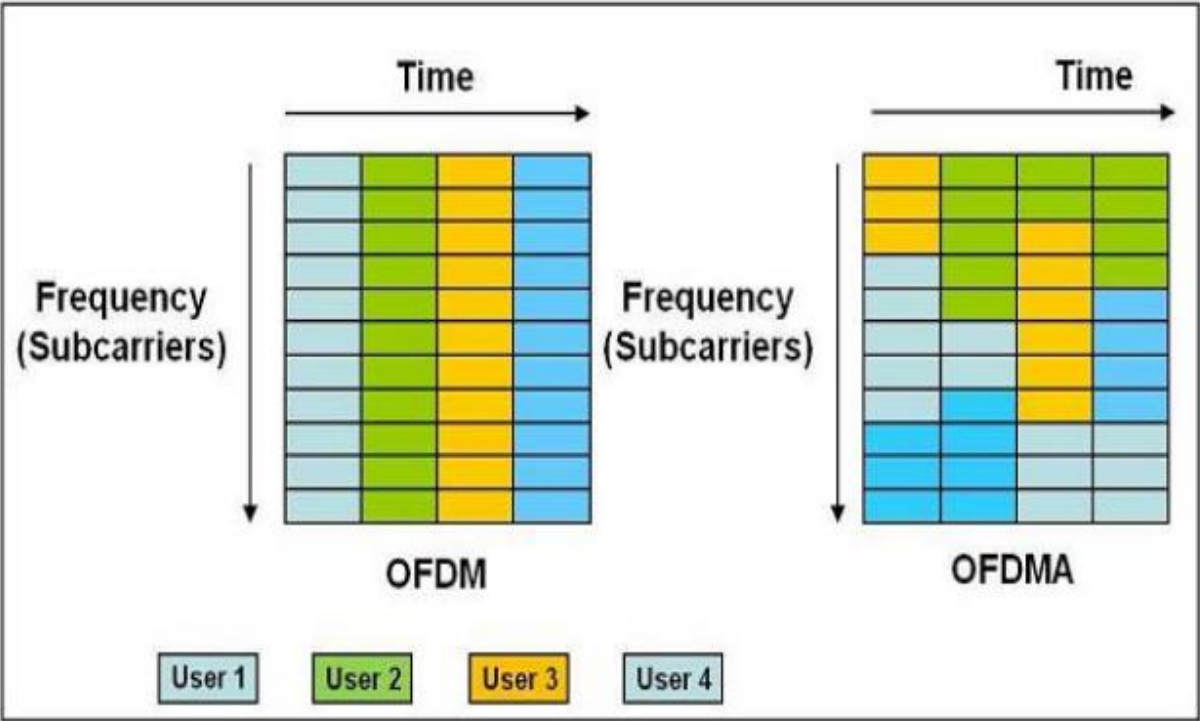 Time
Time
Frequency
(Subcarriers)
Frequency
(Subcarriers)
OFDM
OFDMA
User 1
User 2
User 3
User 4